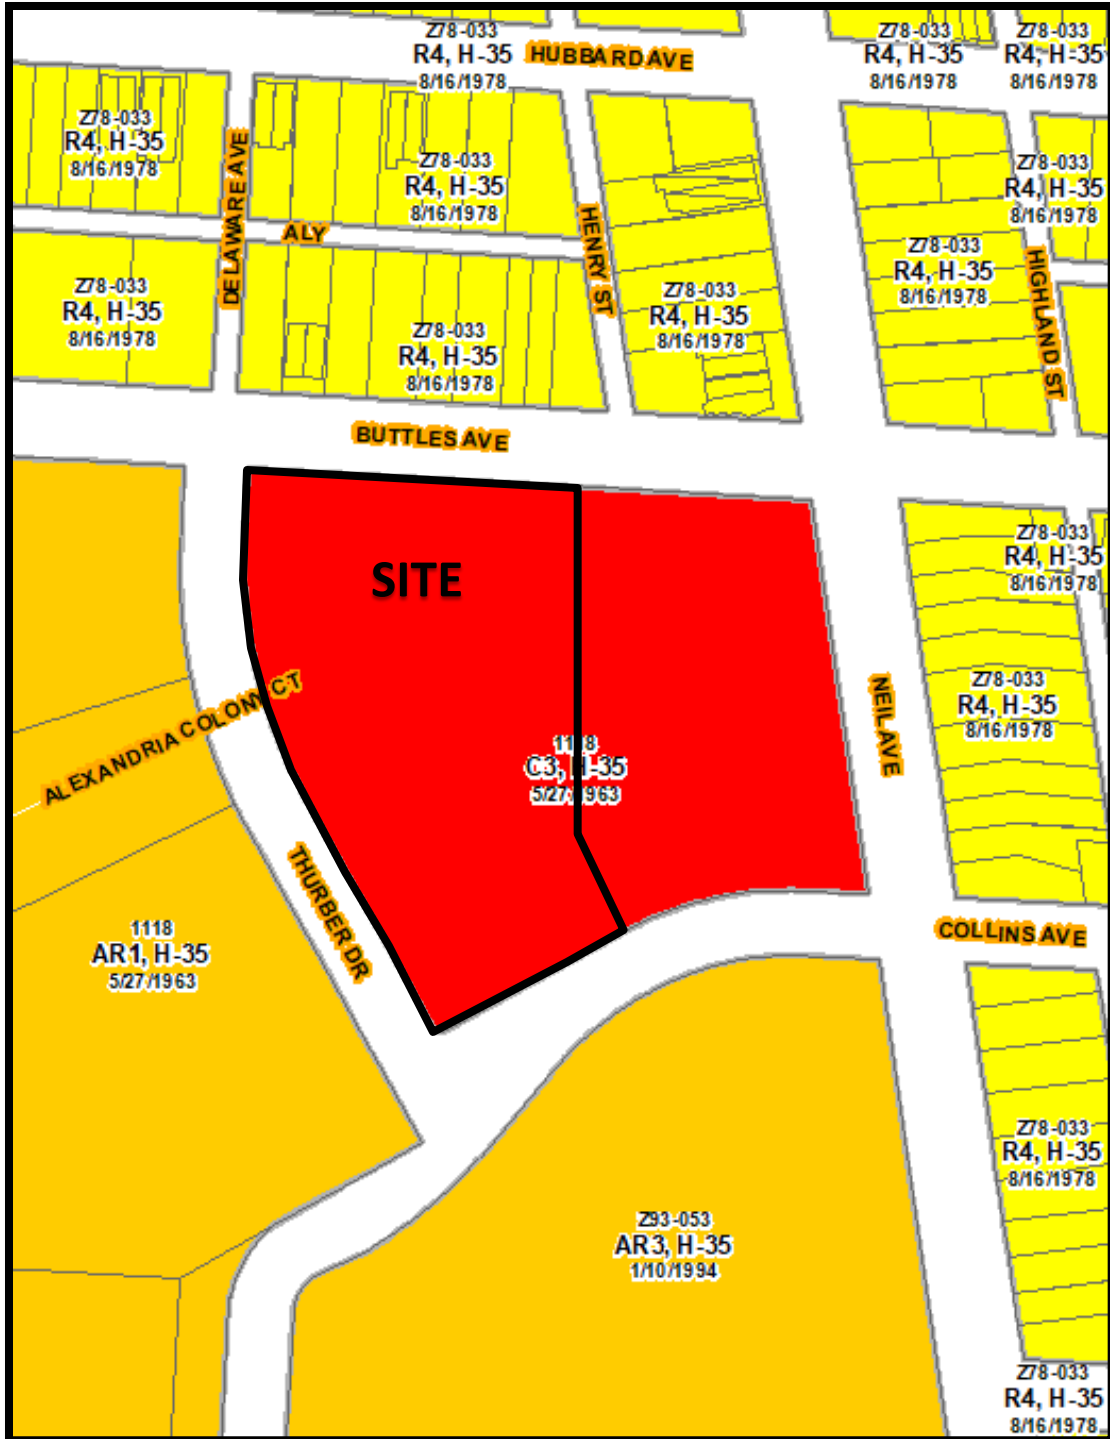 Z78-033
R4, H-35
8/16/1978
HUBBARD AVE
Z78-033
R4, H-35
8/16/1978
Z78-033
R4, H-35
8/16/1978
Z78-033
R4, H-35
8/16/1978
DELAWARE AVE
Z78-033
R4, H-35
8/16/1978
Z78-033
R4, H-35
8/16/1978
ALY
HENRY ST
Z78-033
R4, H-35
8/16/1978
HIGHLAND ST
Z78-033
R4, H-35
8/16/1978
Z78-033
R4, H-35
8/16/1978
Z78-033
R4, H-35
8/16/1978
BUTTLES AVE
SITE
Z78-033
R4, H-35
8/16/1978
ALEXANDRIA COLONY CT
NEIL AVE
Z78-033
R4, H-35
8/16/1978
1118
C3, H-35
5/27/1963
THURBER DR
1118
AR1, H-35
5/27/1963
COLLINS AVE
Z78-033
R4, H-35
8/16/1978
Z93-053
AR3, H-35
1/10/1994
Z78-033
R4, H-35
8/16/1978